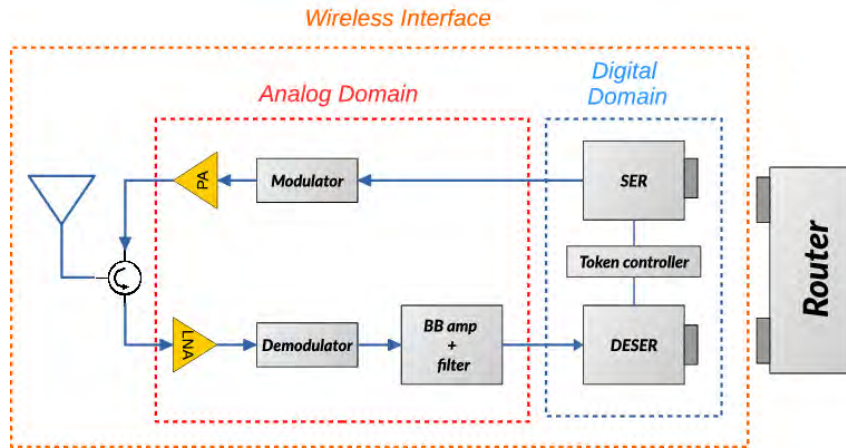 Wireless Interface
Analog Domain
Digital
Domain
PA
Modulator
SER
Token controller
Router
LNA
Demodulator
BB amp
+
filter
DESER